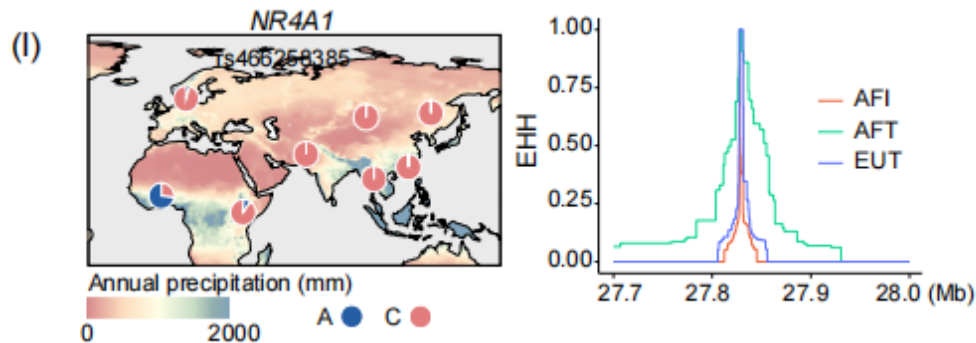 (I)
NR4A1
rs466258385
Annual precipitation (mm)
0 2000
A C
EHH
1.00
0.75
0.50
0.25
0.00
AFI
AFT
EUT
27.7 27.8 27.9 28.0 (Mb)